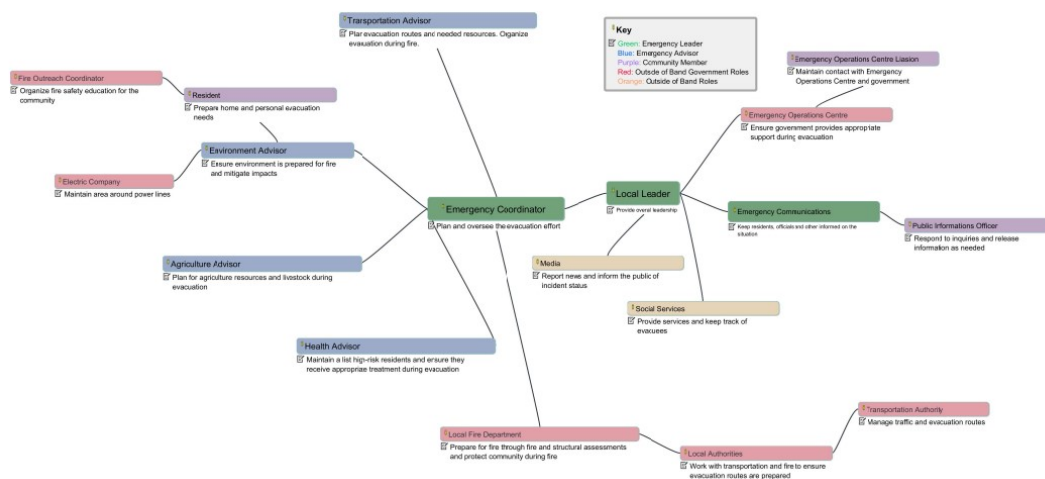 Transportation Advisor
Plan evacuation routes and needed resources. Organize
evauation during fire.
Key
Green: Emergency Leader
Blue: Emergency Advisor
Purple: Community Member
Red: Outside of Band Government Roles
Orange: Outside of Band Roles
Emergency Operations Centre Liasion
Maintain contact with Emergency
Operations Centre and government
Fire Outreach Coordinator
Organize fire safety education for the
community
Resident
Prepare home and personal evacuation
needs
Emergency Operations Centre
Ensure government provides appropriate
support during evacuation
Environment Advisor
Ensure environment is prepared for fire
and mitigate impacts
Electric Company
Maintain area around power lines
Local Leader
Provide overall leadership
Emergency Coordinator
Plan and oversee the evacuation effort
Emergency Communications
Keep residents, officials and other informed on the
situation
Public Informations Officer
Respond to inquiries and release
information as needed
Agriculture Advisor
Plan for agriculture resources and livestock during
evacuation
Media
Report news and inform the public of
incident status
Social Services
Provide services and keep track of
evacuees
Health Advisor
Maintain a list high-risk residents and ensure they
receive appropriate treatment during evacuation
Transportation Authority
Manage traffic and evacuation routes
Local Fire Department
Prepare for fire through fire and structural assessments
and protect community during fire
Local Authorities
Work with transportation and fire to ensure
evacuation routes are prepared